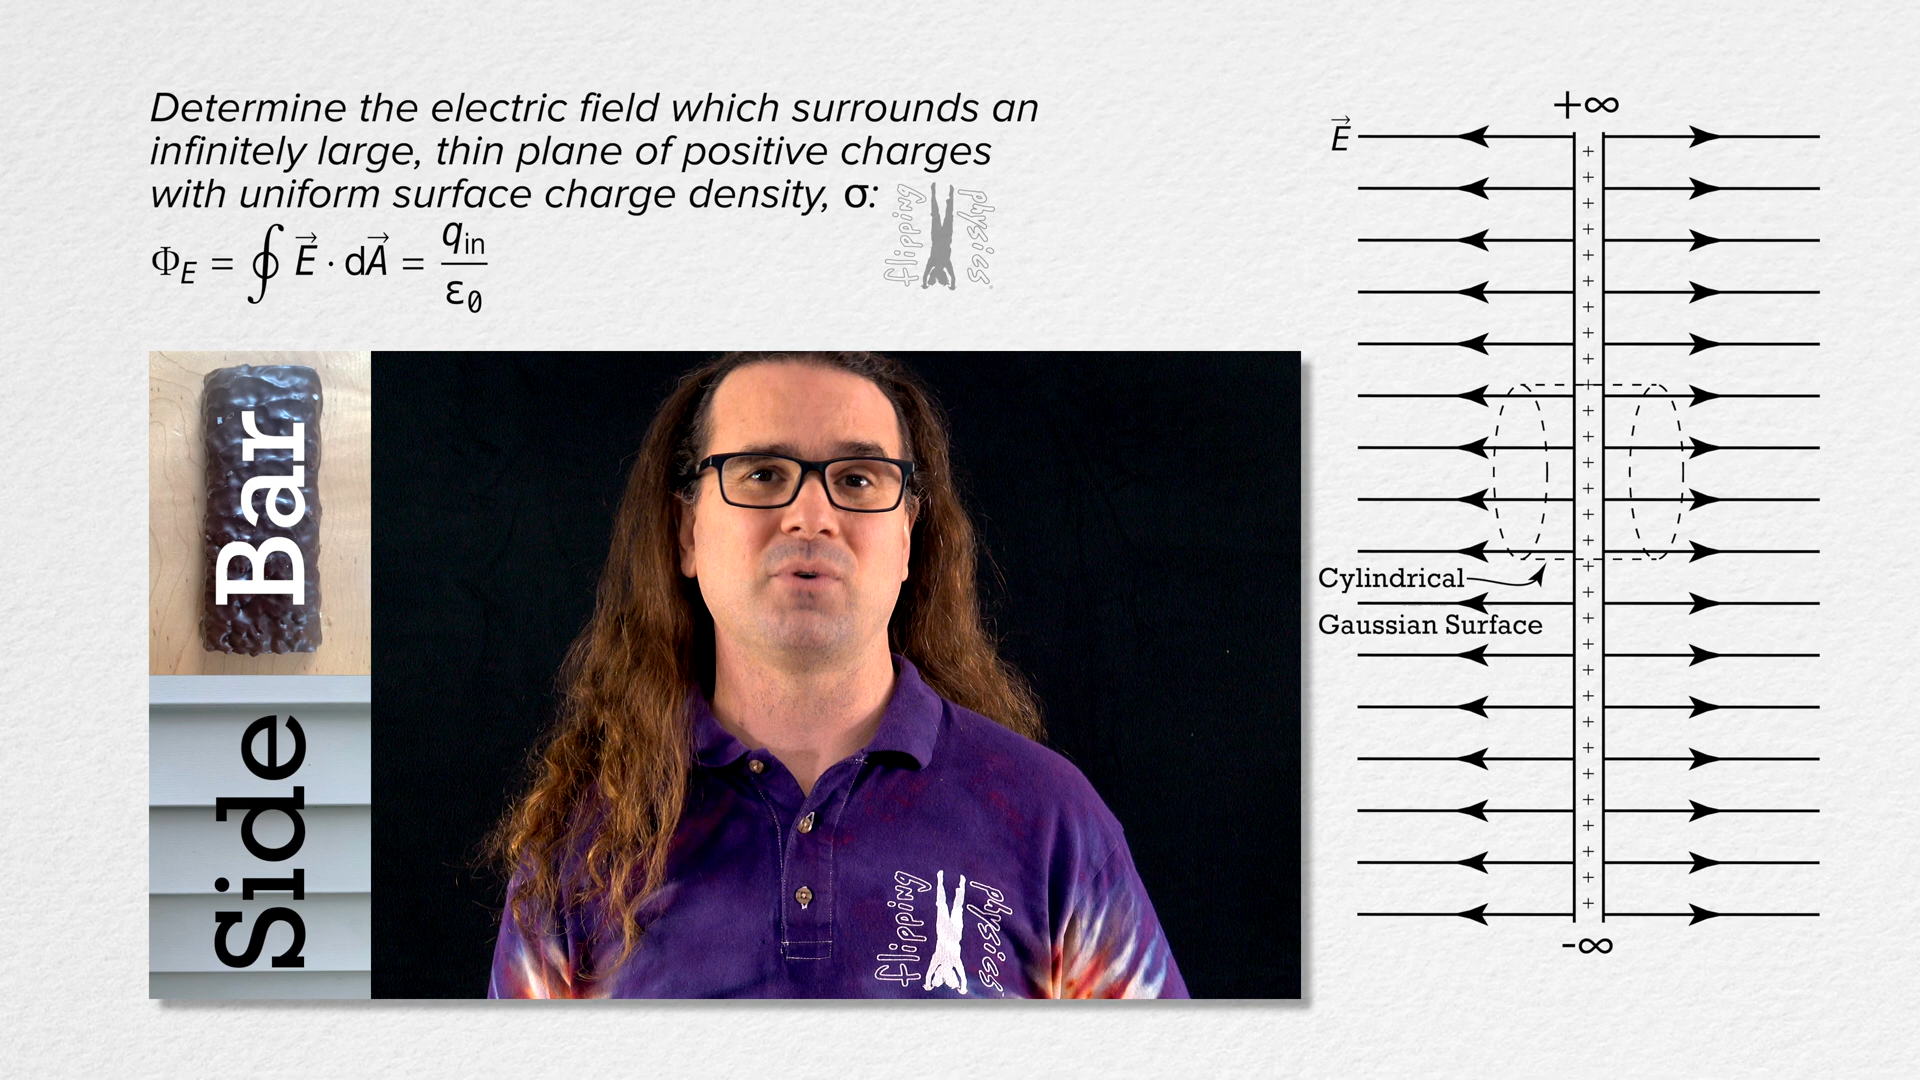 Determine the electric field which surrounds an
infinitely large, thin plane of positive charges
with uniform surface charge density, σ:
flipping physics
Φ_E = ∮ E⃗ · dA⃗ = q_in / ε₀
Bar
Side
flipping physics
+∞
E⃗
Cylindrical
Gaussian Surface
-∞